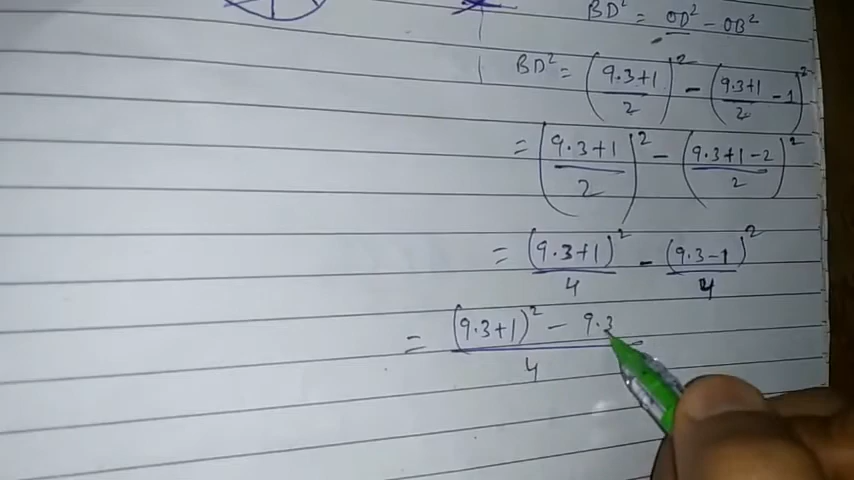 BD² = OD² - OB²
BD² = ((9.3+1)/2)² - ((9.3+1)/2 - 1)²
= ((9.3+1)/2)² - ((9.3+1-2)/2)²
= (9.3+1)²/4 - (9.3-1)²/4
= ((9.3+1)² - 9.3)/4